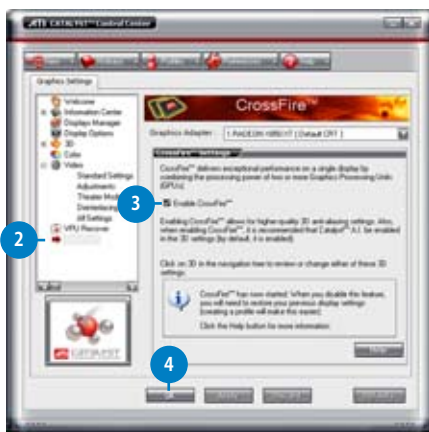 ATI CATALYST™ Control Center
Graphics Settings
Welcome
Information Center
Displays Manager
Display Options
3D
Color
Video
Standard Settings
Adjustments
Theater Mode
Deinterlacing
All Settings
VPU Recover
2
CrossFire™
Graphics Adapter:
CrossFire™ Settings
CrossFire™ delivers exceptional performance on a single display by
combining the processing power of two or more Graphics Processing Units
(GPUs).
3
Enable CrossFire™
Enabling CrossFire™ allows for higher-quality 3D anti-aliasing settings. Also,
when enabling CrossFire™, it is recommended that Catalyst™ A.I. be enabled
in the 3D settings (by default, it is enabled).
Click on 3D in the navigation tree to review or change either of these 3D
settings.
CrossFire™ has now started. When you disable this feature,
you will need to restore your previous display settings
(creating a profile will make this easier).
Click the Help button for more information.
CATALYST
4